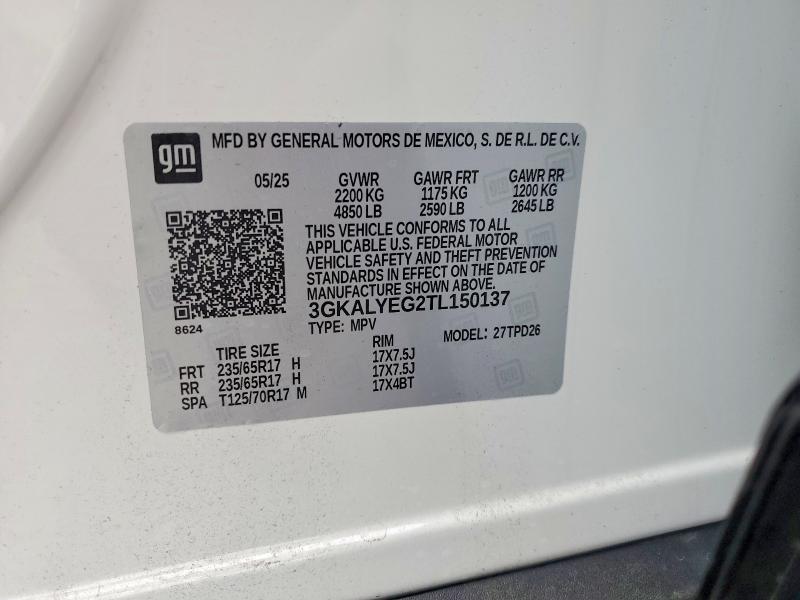 gm
MFD BY GENERAL MOTORS DE MEXICO, S. DE R.L. DE C.V.
05/25 GVWR GAWR FRT GAWR RR
2200 KG 1175 KG 1200 KG
4850 LB 2590 LB 2645 LB
THIS VEHICLE CONFORMS TO ALL
APPLICABLE U.S. FEDERAL MOTOR
VEHICLE SAFETY AND THEFT PREVENTION
STANDARDS IN EFFECT ON THE DATE OF
MANUFACTURE SHOWN ABOVE.
8624
3GKALYEG2TL150137
TYPE: MPV MODEL: 27TPD26
TIRE SIZE RIM
FRT 235/65R17 H 17X7.5J
RR 235/65R17 H 17X7.5J
SPA T125/70R17 M 17X4BT